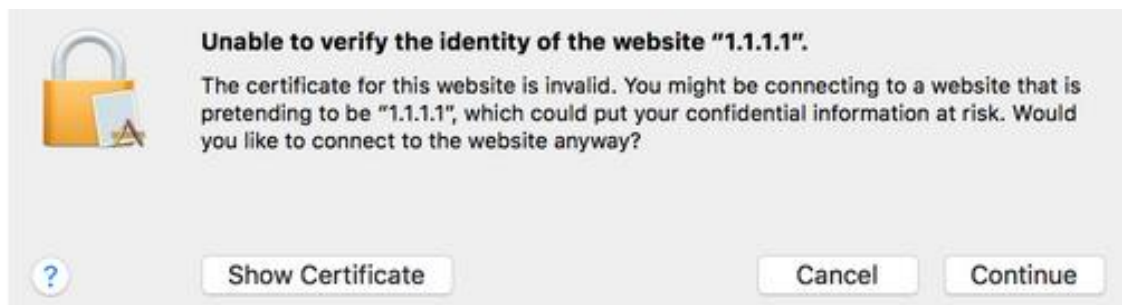 Unable to verify the identity of the website "1.1.1.1".
The certificate for this website is invalid. You might be connecting to a website that is
pretending to be "1.1.1.1", which could put your confidential information at risk. Would
you like to connect to the website anyway?
? Show Certificate Cancel Continue